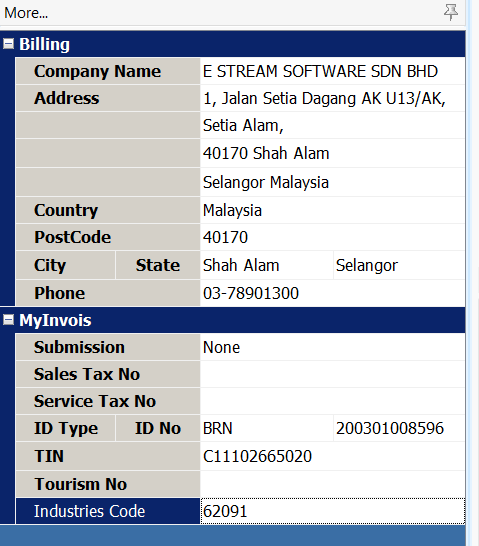 More...
Billing
Company Name E STREAM SOFTWARE SDN BHD
Address 1, Jalan Setia Dagang AK U13/AK,
Setia Alam,
40170 Shah Alam
Selangor Malaysia
Country Malaysia
PostCode 40170
City State Shah Alam Selangor
Phone 03-78901300
MyInvois
Submission None
Sales Tax No
Service Tax No
ID Type ID No BRN 200301008596
TIN C11102665020
Tourism No
Industries Code 62091